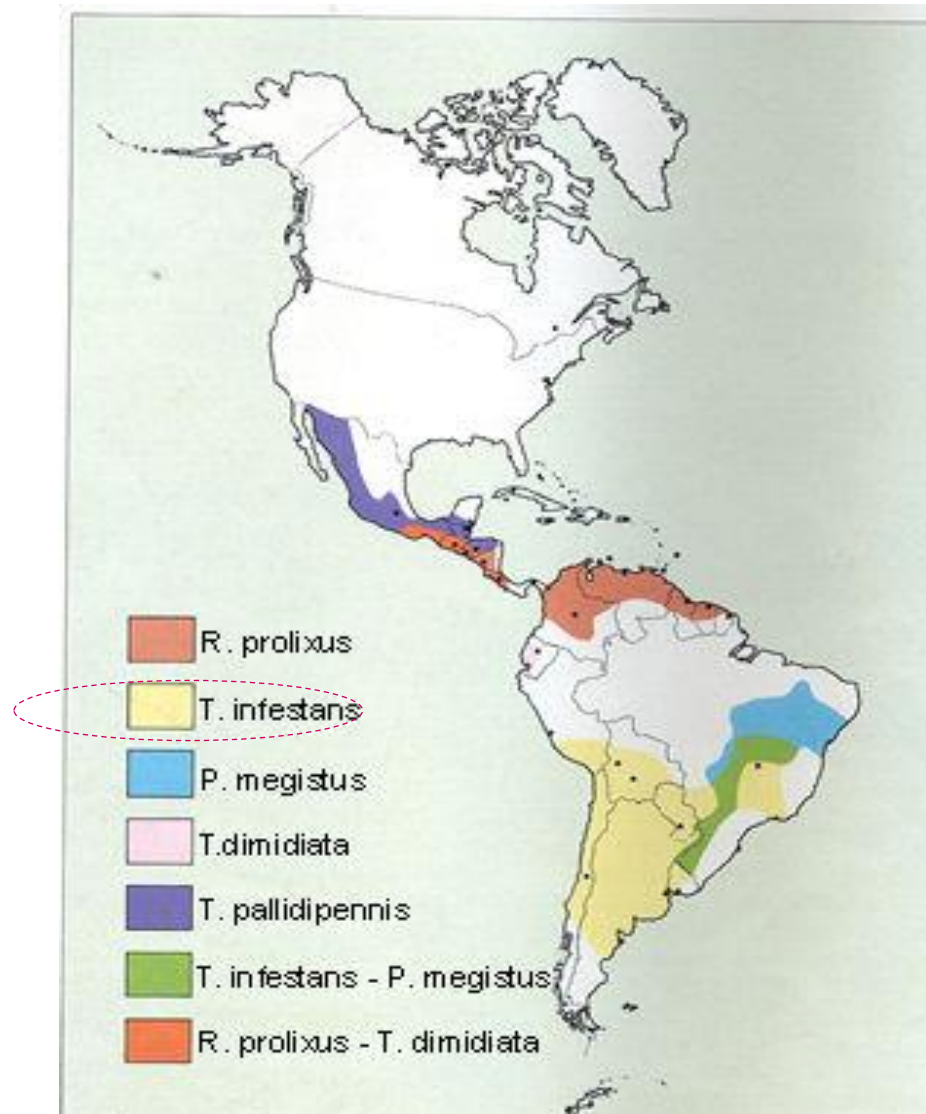 R. prolixus
T. infestans
P. megistus
T.dimidiata
T. pallidipennis
T. infestans - P. megistus
R. prolixus - T. dimidiata